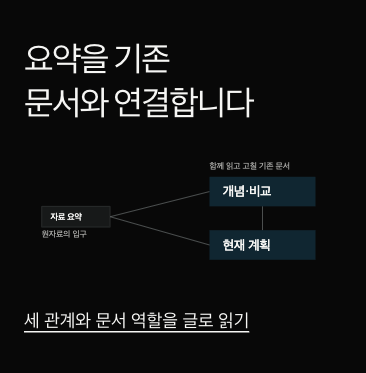 요약을 기존
문서와 연결합니다
함께 읽고 고칠 기존 문서
개념·비교
자료 요약
원자료의 입구
현재 계획
세 관계와 문서 역할을 글로 읽기